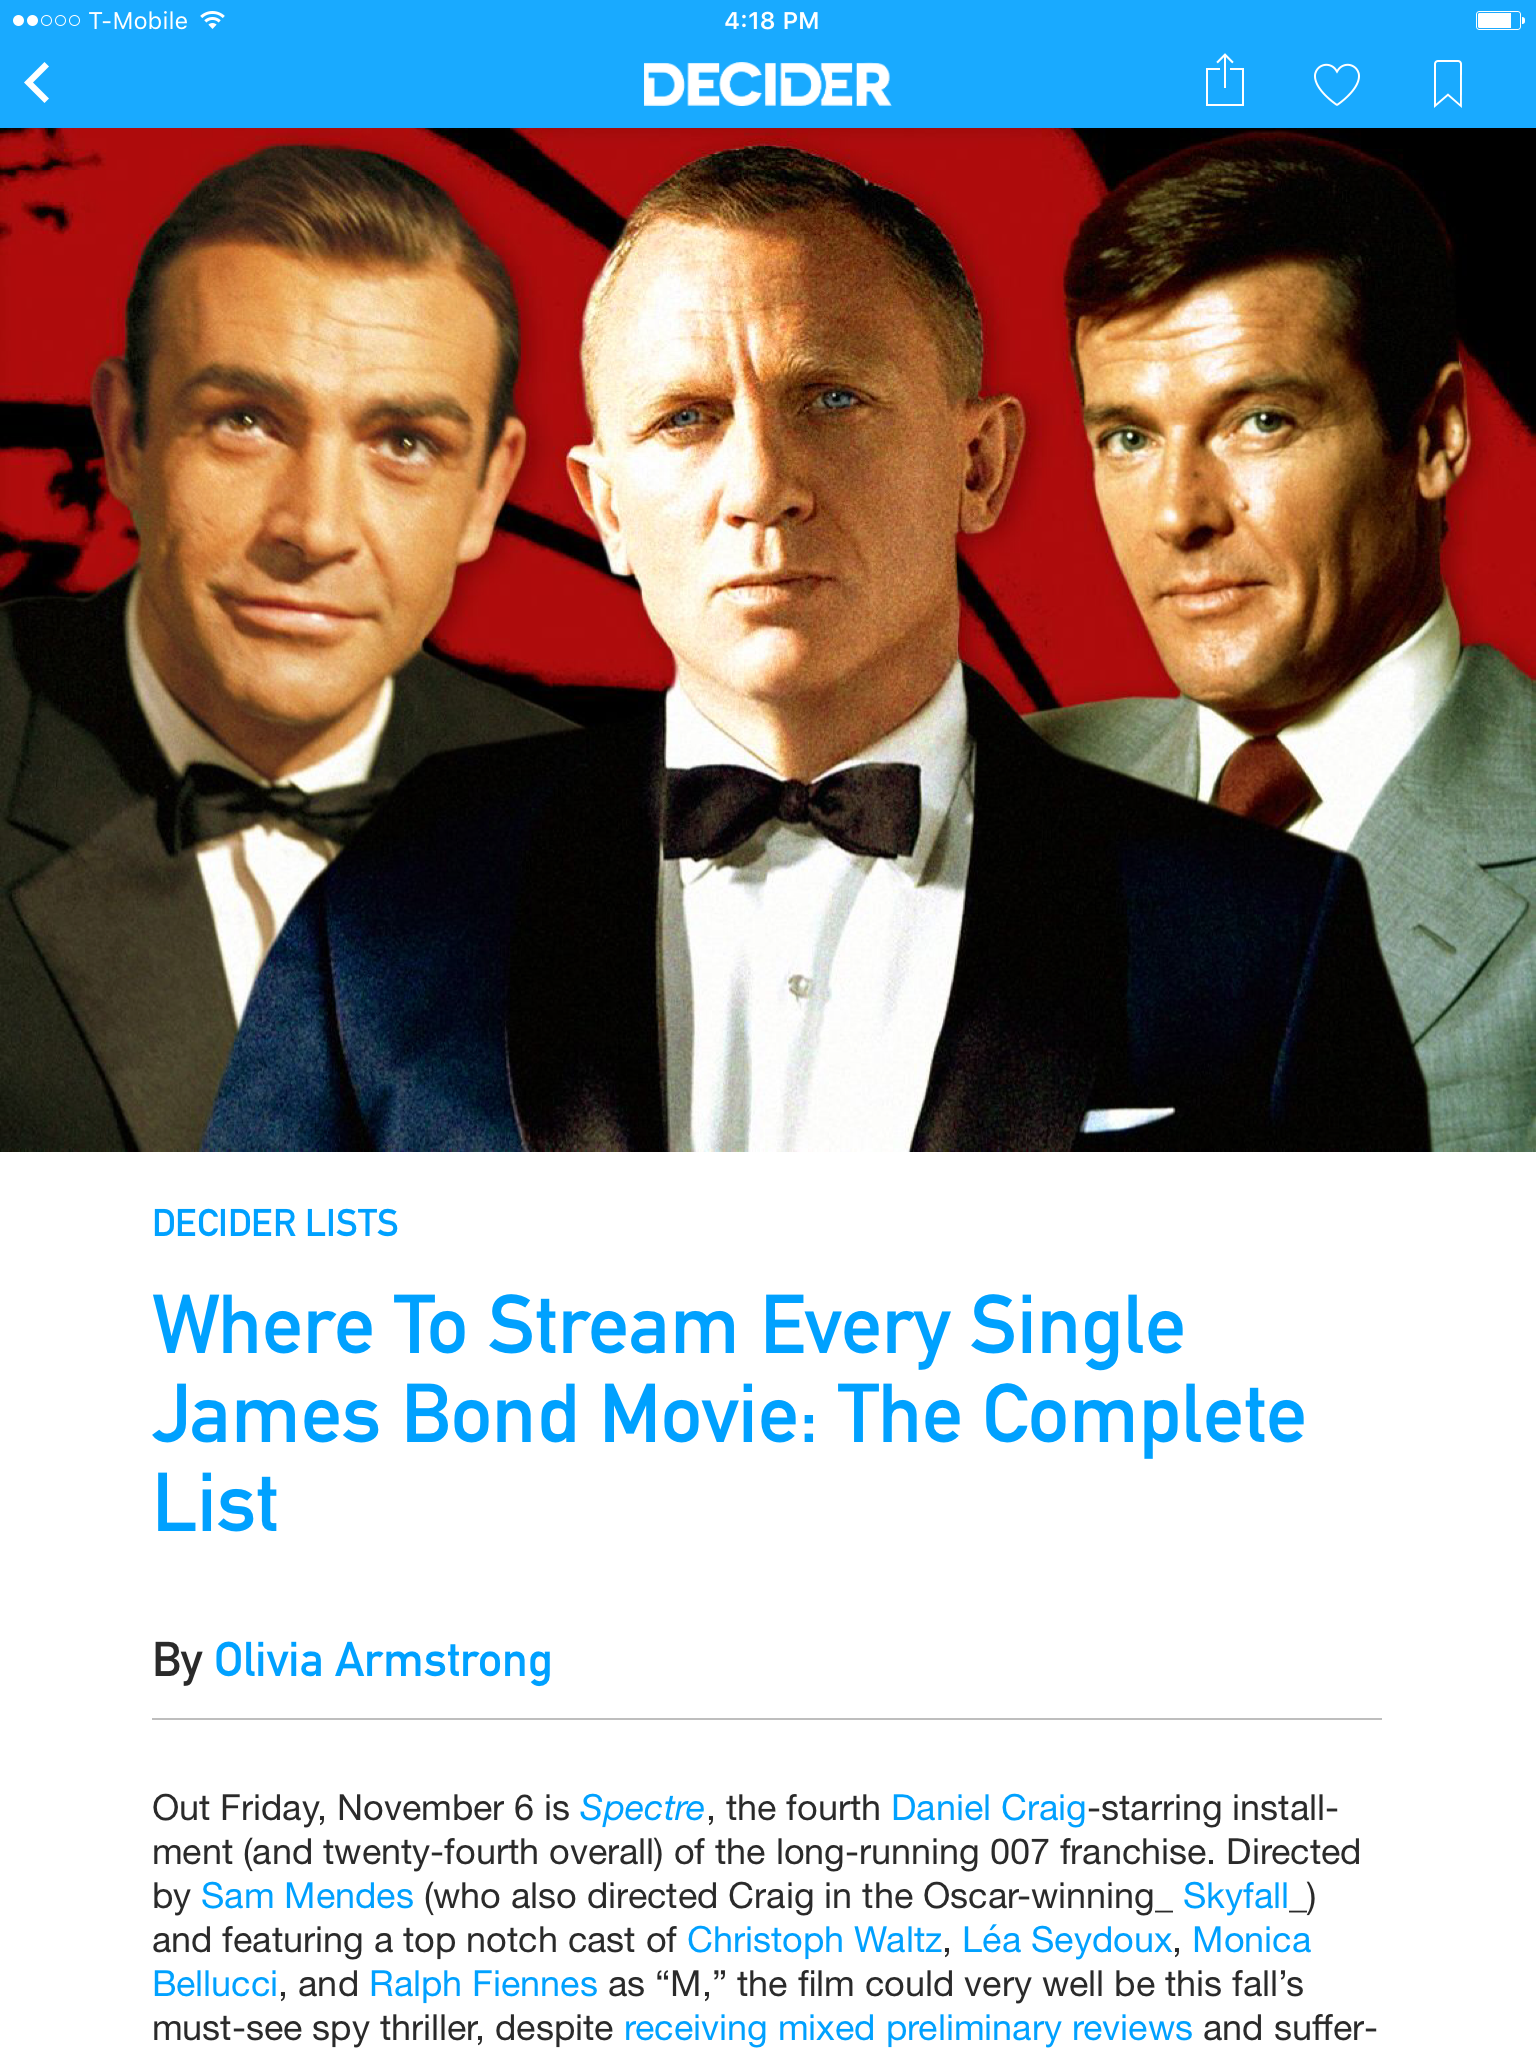 T-Mobile 4:18 PM
DECIDER
DECIDER LISTS
Where To Stream Every Single
James Bond Movie: The Complete
List
By Olivia Armstrong
Out Friday, November 6 is Spectre, the fourth Daniel Craig-starring install-
ment (and twenty-fourth overall) of the long-running 007 franchise. Directed
by Sam Mendes (who also directed Craig in the Oscar-winning_ Skyfall_)
and featuring a top notch cast of Christoph Waltz, Léa Seydoux, Monica
Bellucci, and Ralph Fiennes as “M,” the film could very well be this fall’s
must-see spy thriller, despite receiving mixed preliminary reviews and suffer-